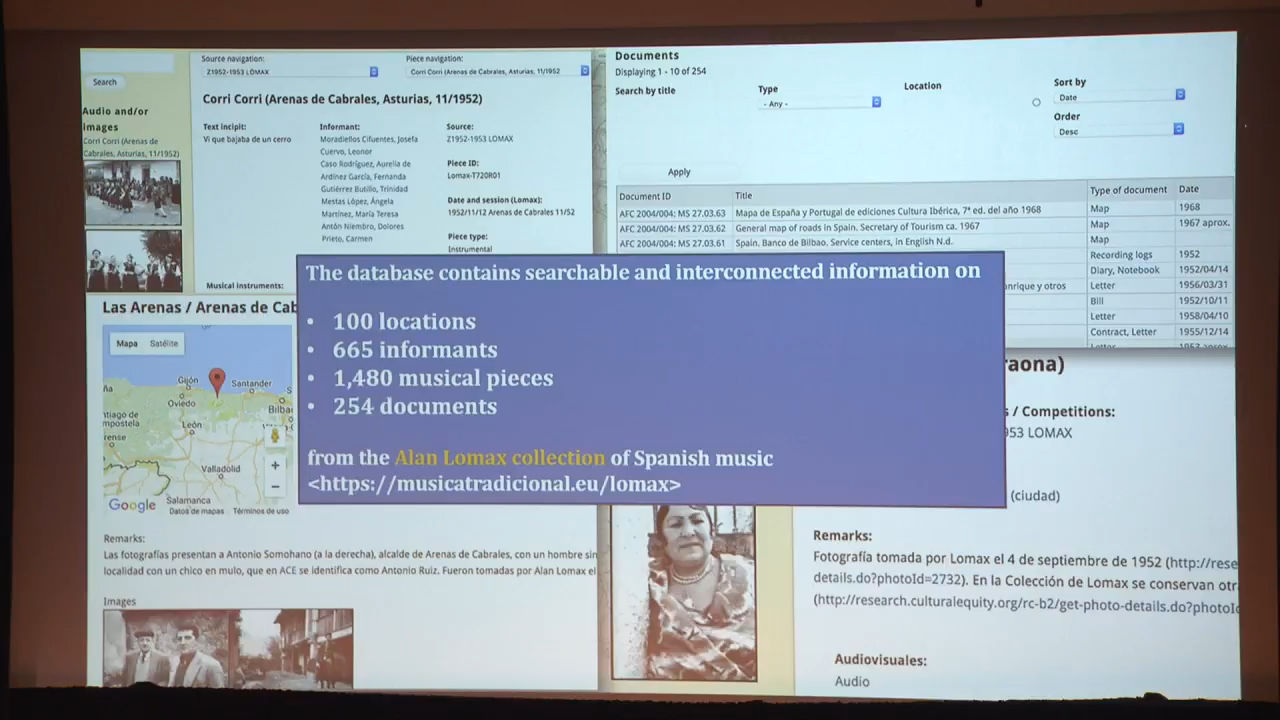 Source navigation:
Z1952-1953 LOMAX
Piece navigation:
Corri Corri (Arenas de Cabrales, Asturias, 11/1952
Search
Audio and/or
images
Corri Corri (Arenas de
Cabrales, Asturias, 11/1952)
Corri Corri (Arenas de Cabrales, Asturias, 11/1952)
Text incipit:
Vi que bajaba de un cerro
Informant:
Moradiellos Cifuentes, Josefa
Cuervo, Leonor
Caso Rodríguez, Aurelia de
Ardinez García, Fernanda
Gutiérrez Butillo, Trinidad
Mestas López, Ángela
Martínez, María Teresa
Antón Niembro, Dolores
Prieto, Carmen
Source:
Z1952-1953 LOMAX
Piece ID:
Lomax-T720R01
Date and session (Lomax):
1952/11/12 Arenas de Cabrales 11/52
Piece type:
Instrumental
Musical instruments:
Documents
Displaying 1 - 10 of 254
Search by title
Type
- Any -
Location
Sort by
Date
Order
Desc
Apply
Document ID Title Type of document Date
AFC 2004/004: MS 27.03.63 Mapa de España y Portugal de ediciones Cultura Ibérica, 7ª ed. del año 1968 Map 1968
AFC 2004/004: MS 27.03.62 General map of roads in Spain. Secretary of Tourism ca. 1967 Map 1967 aprox.
AFC 2004/004: MS 27.03.61 Spain. Banco de Bilbao. Service centers, in English N.d. Map
Recording logs 1952
Diary, Notebook 1952/04/14
nrique y otros Letter 1956/03/31
Bill 1952/10/11
Letter 1958/04/10
Contract, Letter 1955/12/14
The database contains searchable and interconnected information on
• 100 locations
• 665 informants
• 1,480 musical pieces
• 254 documents
from the Alan Lomax collection of Spanish music
<https://musicatradicional.eu/lomax>
Las Arenas / Arenas de Cab
Mapa Satélite
Gijón
Santander
Oviedo
Bilba
ña
ntiago de
mpostela
León
rense
Valladolid
+
−
Salamanca
Google
Datos de mapas Términos de uso
Remarks:
Las fotografías presentan a Antonio Somohano (a la derecha), alcalde de Arenas de Cabrales, con un hombre sin
localidad con un chico en mulo, que en ACE se identifica como Antonio Ruiz. Fueron tomadas por Alan Lomax el
Images
raona)
s / Competitions:
953 LOMAX
(ciudad)
Remarks:
Fotografía tomada por Lomax el 4 de septiembre de 1952 (http://rese
details.do?photoId=2732). En la Colección de Lomax se conservan otr
(http://research.culturalequity.org/rc-b2/get-photo-details.do?photoId
Audiovisuales:
Audio